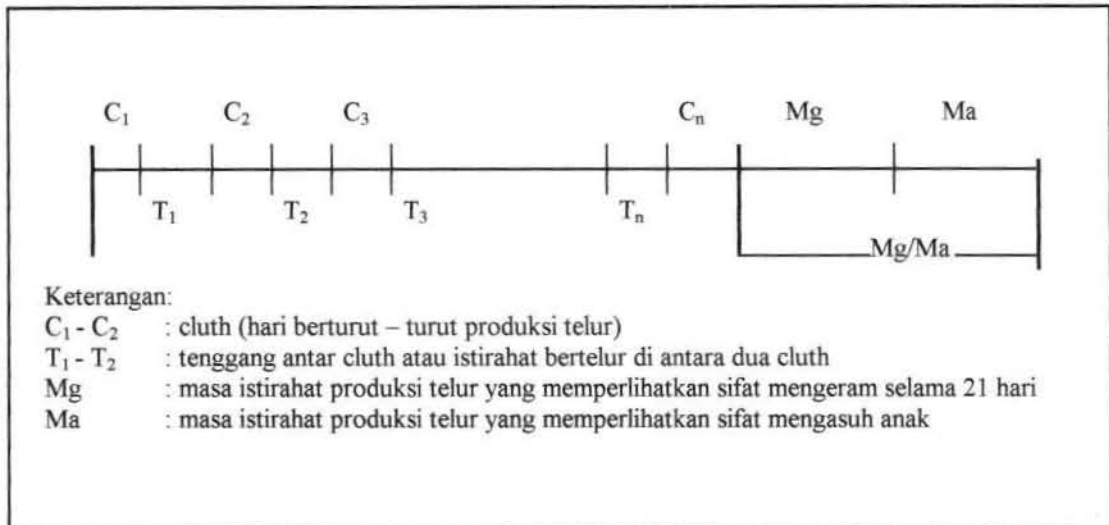 C₁ C₂ C₃ Cₙ Mg Ma
T₁ T₂ T₃ Tₙ
Mg/Ma
Keterangan:
C₁ - C₂ : cluth (hari berturut – turut produksi telur)
T₁ - T₂ : tenggang antar cluth atau istirahat bertelur di antara dua cluth
Mg : masa istirahat produksi telur yang memperlihatkan sifat mengeram selama 21 hari
Ma : masa istirahat produksi telur yang memperlihatkan sifat mengasuh anak